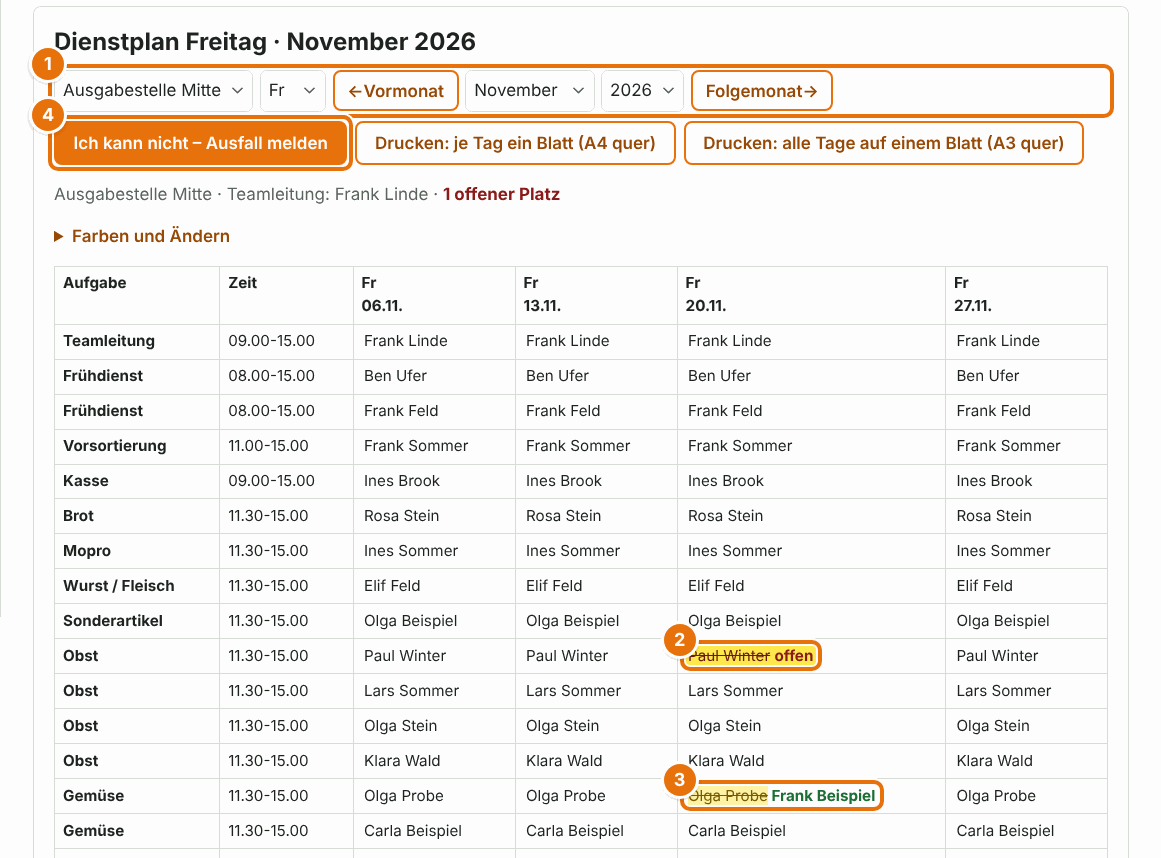 Dienstplan Freitag · November 2026
1
Ausgabestelle Mitte Fr ←Vormonat November 2026 Folgemonat→
4
Ich kann nicht – Ausfall melden Drucken: je Tag ein Blatt (A4 quer) Drucken: alle Tage auf einem Blatt (A3 quer)
Ausgabestelle Mitte · Teamleitung: Frank Linde · 1 offener Platz
Farben und Ändern
Aufgabe Zeit Fr Fr Fr Fr
06.11. 13.11. 20.11. 27.11.
Teamleitung 09.00-15.00 Frank Linde Frank Linde Frank Linde Frank Linde
Frühdienst 08.00-15.00 Ben Ufer Ben Ufer Ben Ufer Ben Ufer
Frühdienst 08.00-15.00 Frank Feld Frank Feld Frank Feld Frank Feld
Vorsortierung 11.00-15.00 Frank Sommer Frank Sommer Frank Sommer Frank Sommer
Kasse 09.00-15.00 Ines Brook Ines Brook Ines Brook Ines Brook
Brot 11.30-15.00 Rosa Stein Rosa Stein Rosa Stein Rosa Stein
Mopro 11.30-15.00 Ines Sommer Ines Sommer Ines Sommer Ines Sommer
Wurst / Fleisch 11.30-15.00 Elif Feld Elif Feld Elif Feld Elif Feld
Sonderartikel 11.30-15.00 Olga Beispiel Olga Beispiel Olga Beispiel Olga Beispiel
2
Obst 11.30-15.00 Paul Winter Paul Winter Paul Winter offen Paul Winter
Obst 11.30-15.00 Lars Sommer Lars Sommer Lars Sommer Lars Sommer
Obst 11.30-15.00 Olga Stein Olga Stein Olga Stein Olga Stein
Obst 11.30-15.00 Klara Wald Klara Wald Klara Wald Klara Wald
3
Gemüse 11.30-15.00 Olga Probe Olga Probe Olga Probe Frank Beispiel Olga Probe
Gemüse 11.30-15.00 Carla Beispiel Carla Beispiel Carla Beispiel Carla Beispiel